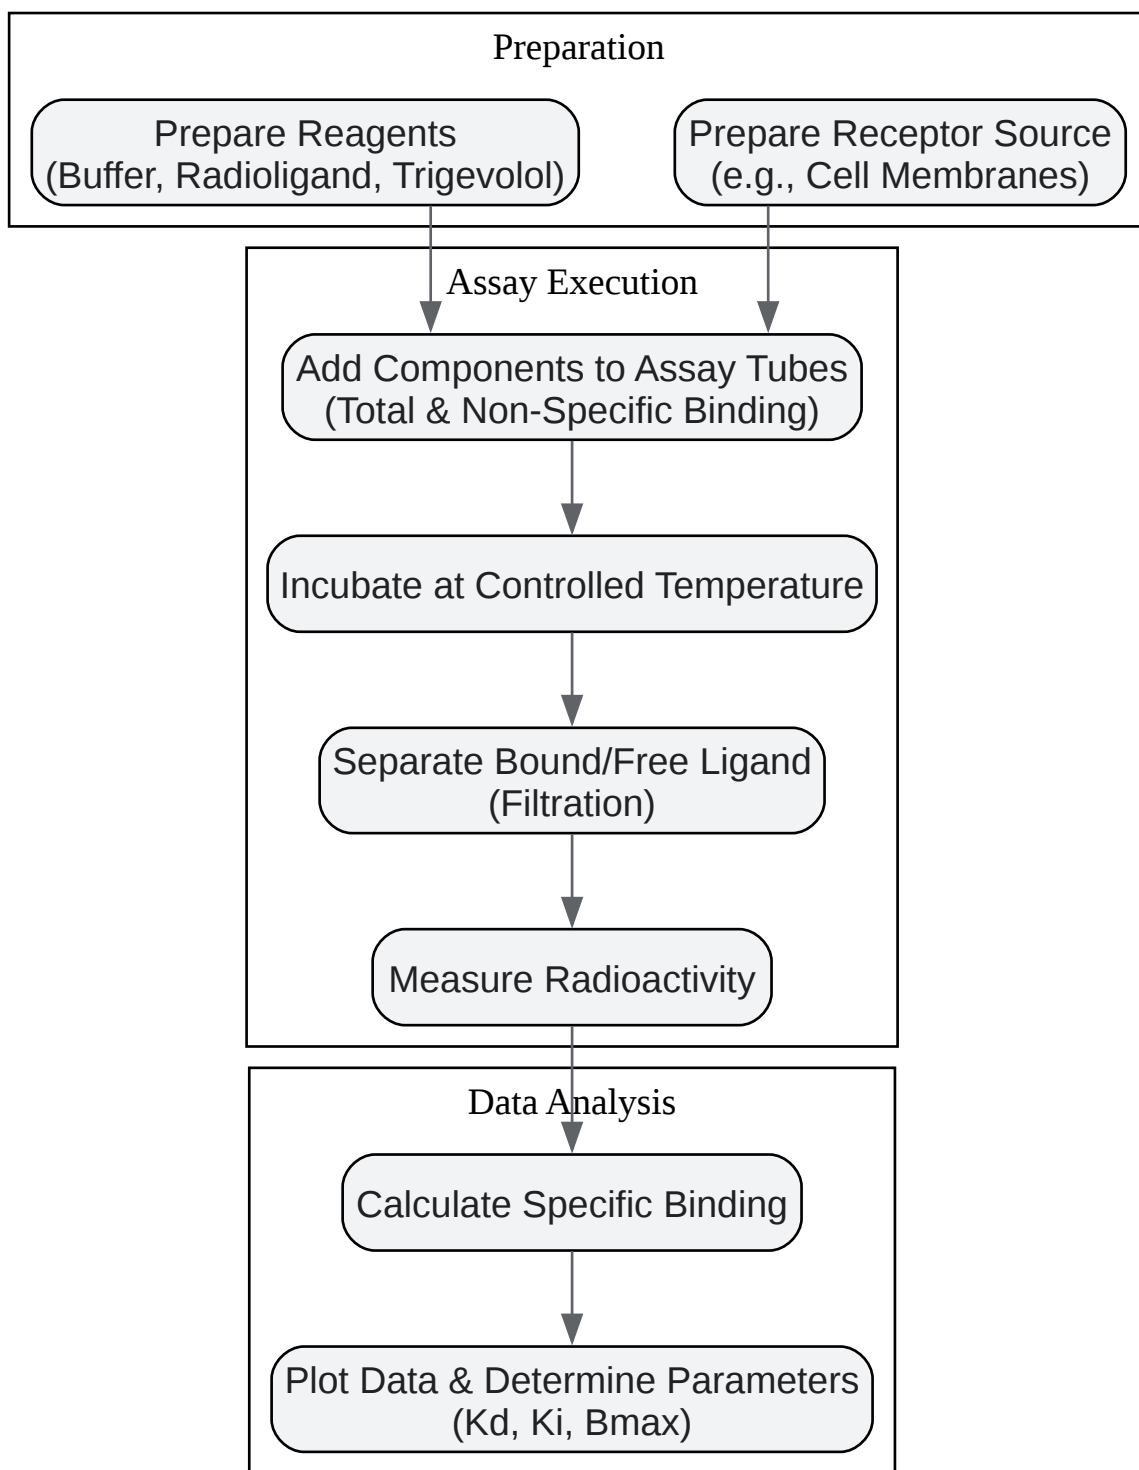 Preparation
Prepare Reagents
(Buffer, Radioligand, Trigevolol)
Prepare Receptor Source
(e.g., Cell Membranes)
Assay Execution
Add Components to Assay Tubes
(Total & Non-Specific Binding)
Incubate at Controlled Temperature
Separate Bound/Free Ligand
(Filtration)
Measure Radioactivity
Data Analysis
Calculate Specific Binding
Plot Data & Determine Parameters
(Kd, Ki, Bmax)